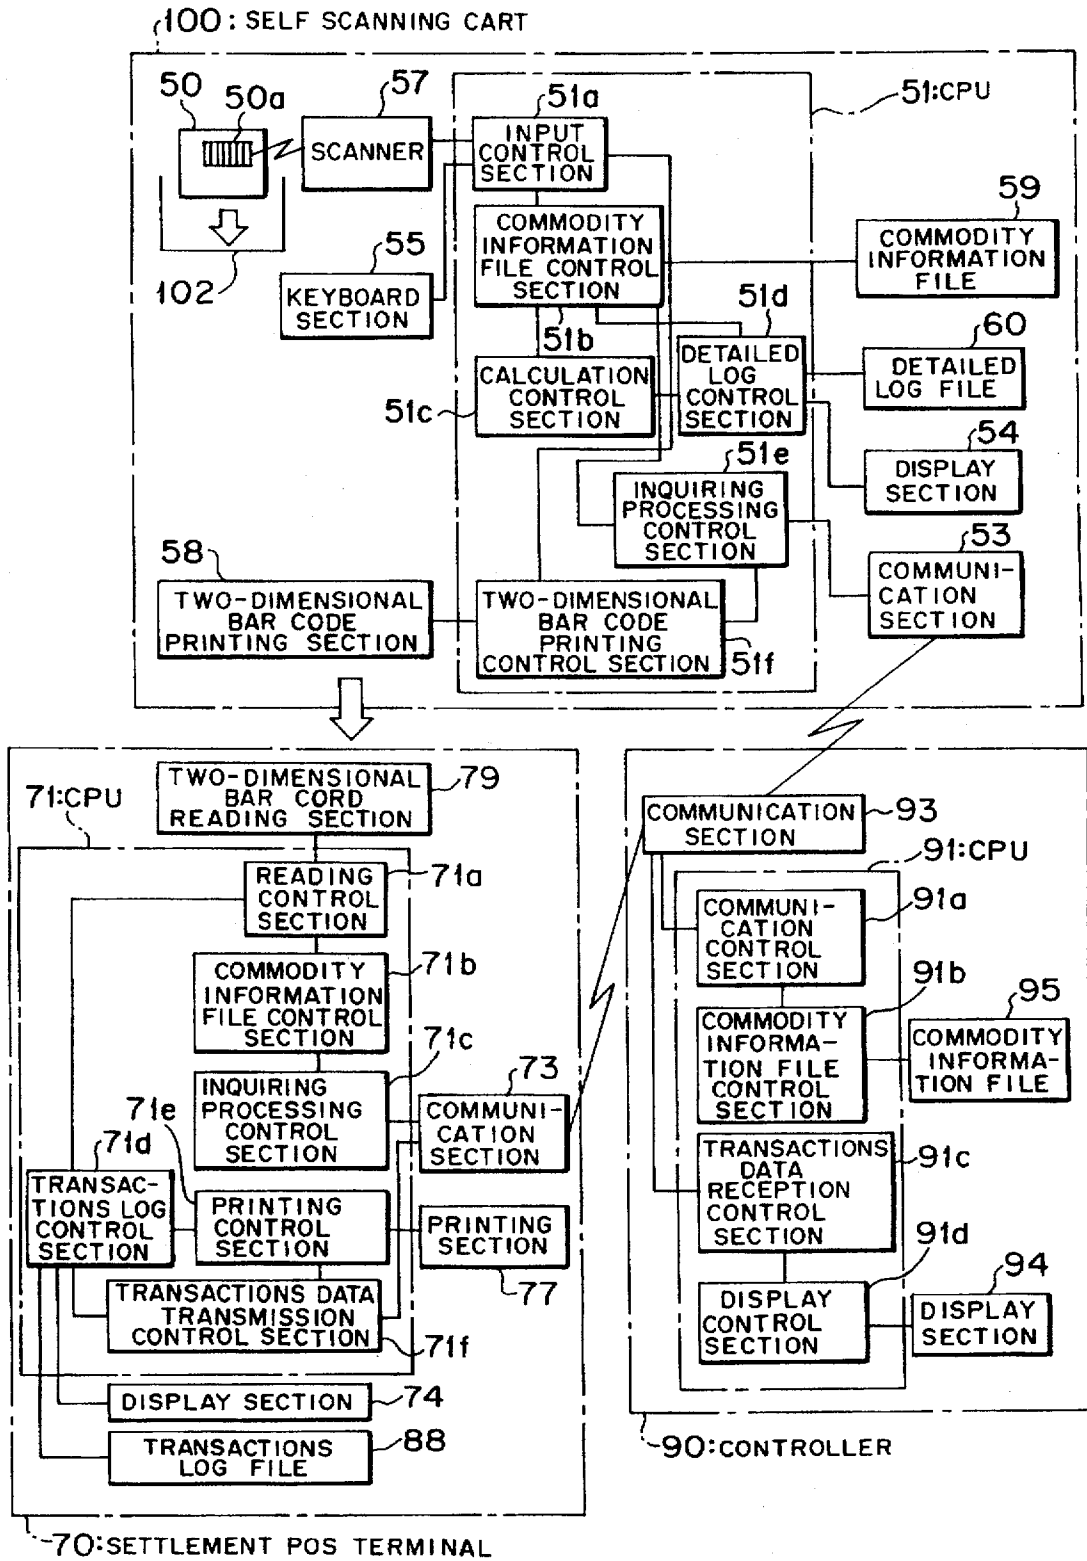 100: SELF SCANNING CART
50
50a
57
SCANNER
51a
INPUT
CONTROL
SECTION
51:CPU
102
55
KEYBOARD
SECTION
COMMODITY
INFORMATION
FILE CONTROL
SECTION
51b
59
COMMODITY
INFORMATION
FILE
51d
DETAILED
LOG
CONTROL
SECTION
60
DETAILED
LOG FILE
51c
CALCULATION
CONTROL
SECTION
54
DISPLAY
SECTION
51e
INQUIRING
PROCESSING
CONTROL
SECTION
53
COMMUNI-
CATION
SECTION
58
TWO-DIMENSIONAL
BAR CODE
PRINTING SECTION
TWO-DIMENSIONAL
BAR CODE
PRINTING
CONTROL SECTION
51f
79
TWO-DIMENSIONAL
BAR CORD
READING SECTION
71:CPU
71a
READING
CONTROL
SECTION
71b
COMMODITY
INFORMATION
FILE CONTROL
SECTION
71c
INQUIRING
PROCESSING
CONTROL
SECTION
73
COMMUNI-
CATION
SECTION
71e
71d
TRANSAC-
TIONS LOG
CONTROL
SECTION
PRINTING
CONTROL
SECTION
PRINTING
SECTION
77
TRANSACTIONS DATA
TRANSMISSION
CONTROL SECTION
71f
DISPLAY SECTION
74
TRANSACTIONS
LOG FILE
88
70:SETTLEMENT POS TERMINAL
COMMUNICATION
SECTION
93
91:CPU
91a
COMMUNI-
CATION
CONTROL
SECTION
91b
COMMODITY
INFORMA-
TION FILE
CONTROL
SECTION
95
COMMODITY
INFORMA-
TION FILE
91c
TRANSACTIONS
DATA
RECEPTION
CONTROL
SECTION
91d
DISPLAY
CONTROL
SECTION
94
DISPLAY
SECTION
90:CONTROLLER